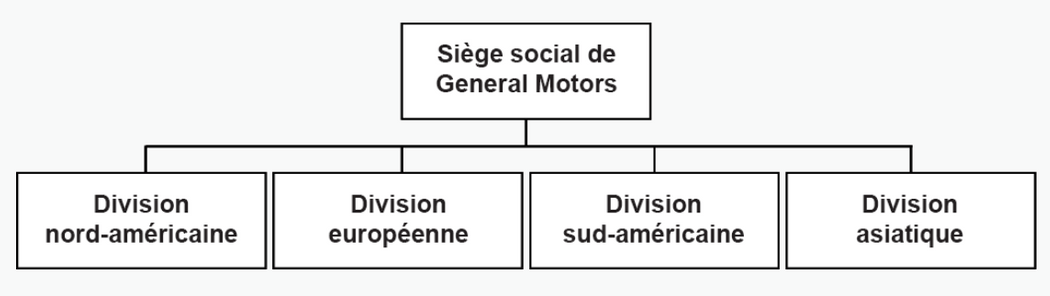 Siège social de
General Motors
Division
nord-américaine
Division
européenne
Division
sud-américaine
Division
asiatique